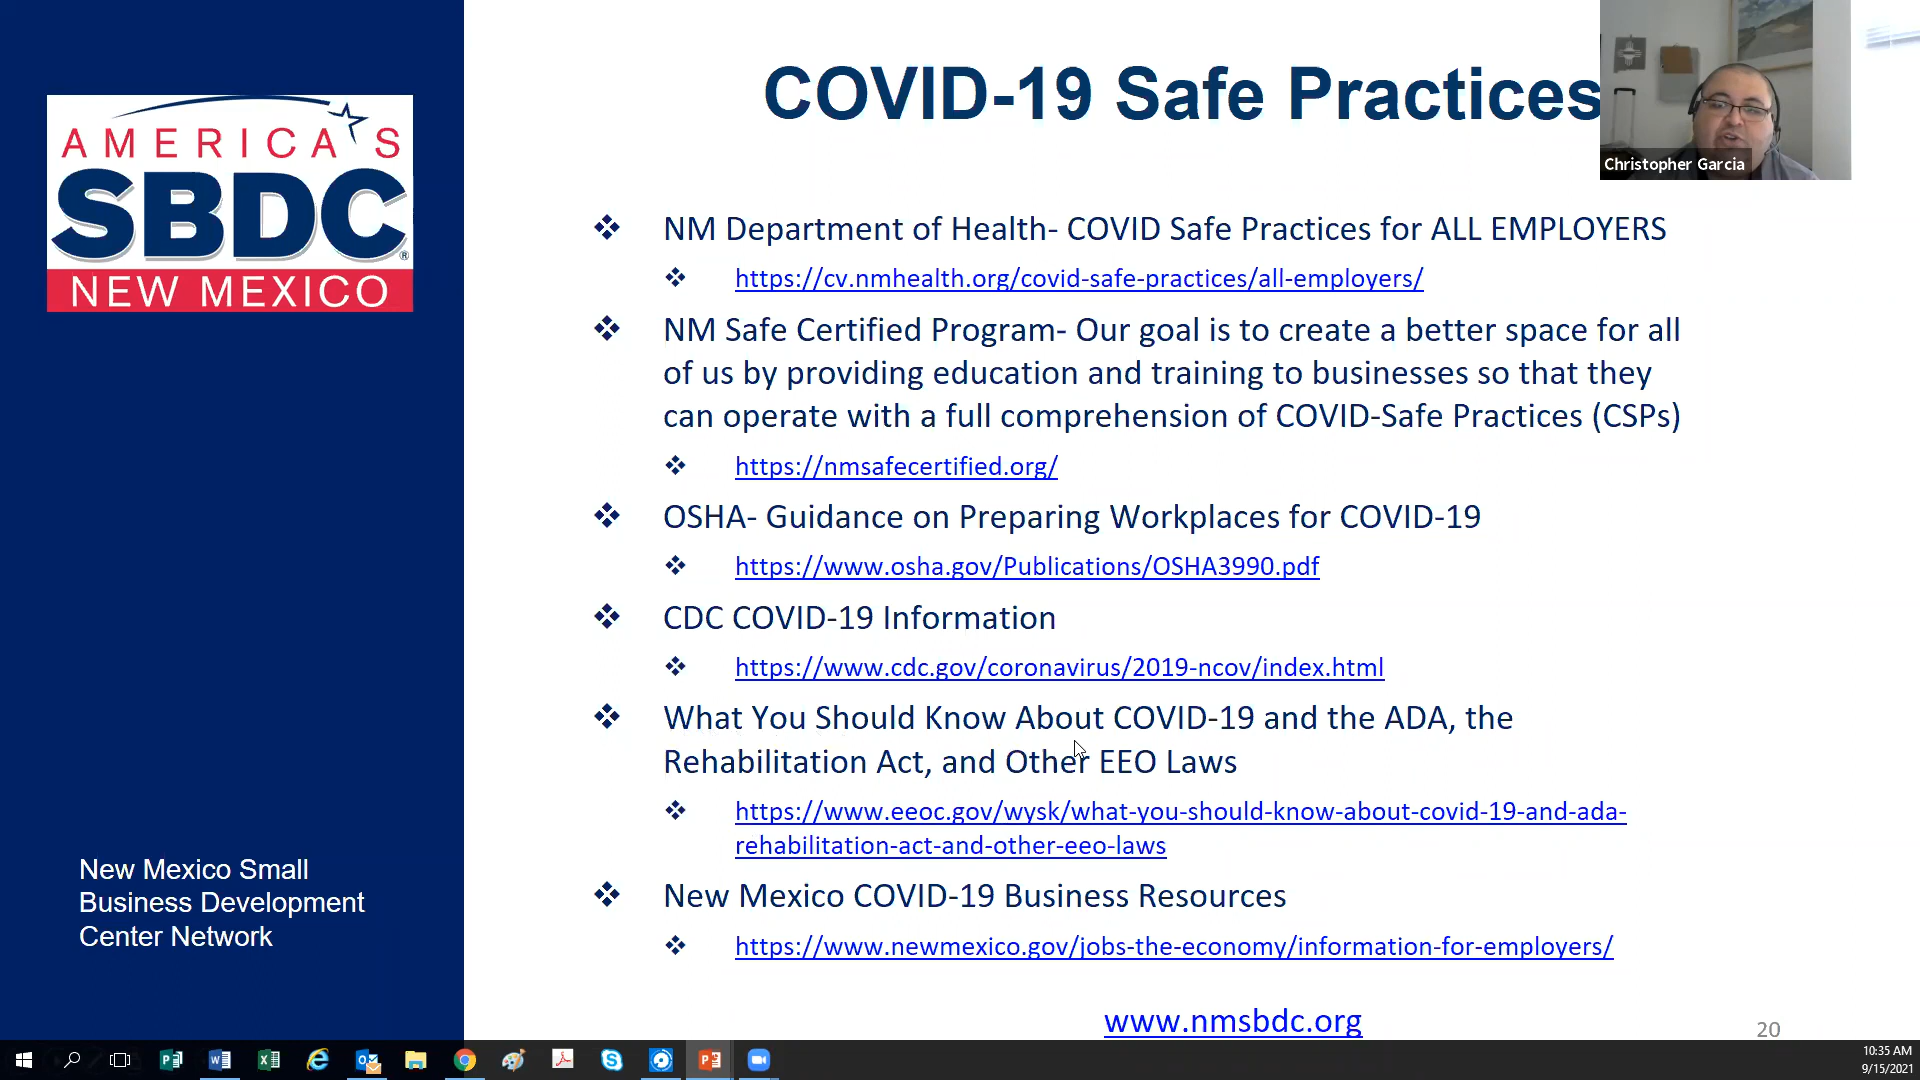 AMERICA'S
SBDC®
NEW MEXICO
New Mexico Small
Business Development
Center Network
COVID-19 Safe Practices
Christopher Garcia
❖ NM Department of Health- COVID Safe Practices for ALL EMPLOYERS
❖ https://cv.nmhealth.org/covid-safe-practices/all-employers/
❖ NM Safe Certified Program- Our goal is to create a better space for all
of us by providing education and training to businesses so that they
can operate with a full comprehension of COVID-Safe Practices (CSPs)
❖ https://nmsafecertified.org/
❖ OSHA- Guidance on Preparing Workplaces for COVID-19
❖ https://www.osha.gov/Publications/OSHA3990.pdf
❖ CDC COVID-19 Information
❖ https://www.cdc.gov/coronavirus/2019-ncov/index.html
❖ What You Should Know About COVID-19 and the ADA, the
Rehabilitation Act, and Other EEO Laws
❖ https://www.eeoc.gov/wysk/what-you-should-know-about-covid-19-and-ada-
rehabilitation-act-and-other-eeo-laws
❖ New Mexico COVID-19 Business Resources
❖ https://www.newmexico.gov/jobs-the-economy/information-for-employers/
www.nmsbdc.org
20
10:35 AM
9/15/2021